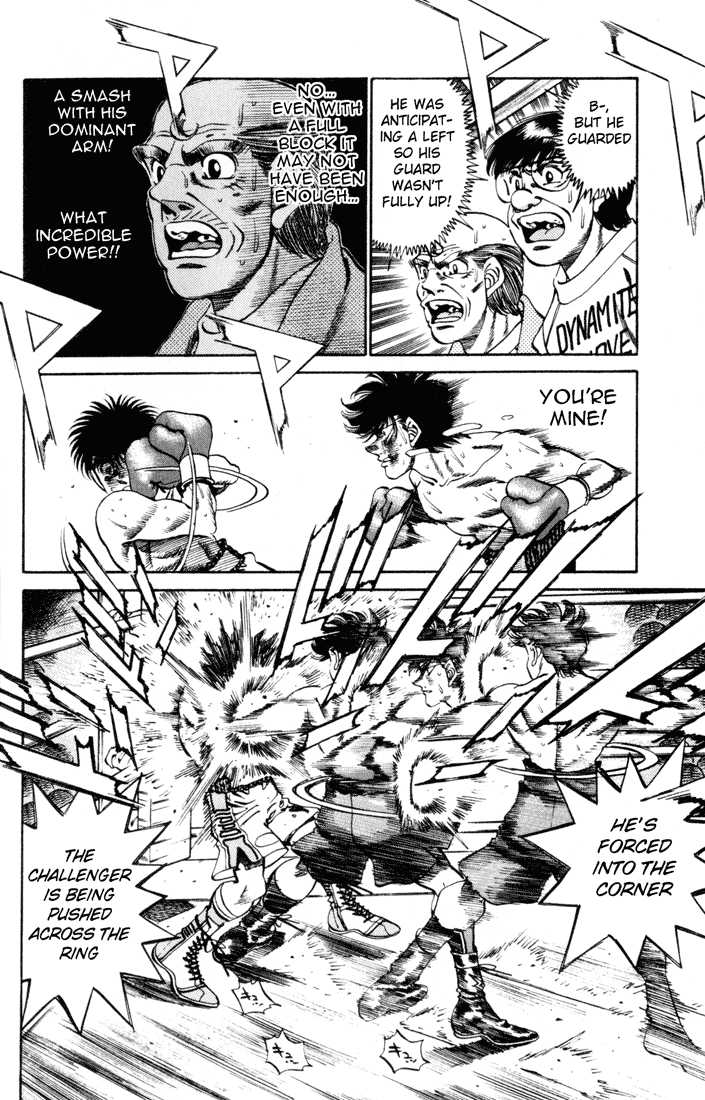 B-,
BUT HE
GUARDED
HE WAS
ANTICIPAT-
ING A LEFT
SO HIS
GUARD
WASN'T
FULLY UP!
DYNAMITE
NO...
EVEN WITH
A FULL
BLOCK IT
MAY NOT
HAVE BEEN
ENOUGH...
A SMASH
WITH HIS
DOMINANT
ARM!
WHAT
INCREDIBLE
POWER!!
YOU'RE
MINE!
HE'S
FORCED
INTO THE
CORNER
THE
CHALLENGER
IS BEING
PUSHED
ACROSS THE
RING